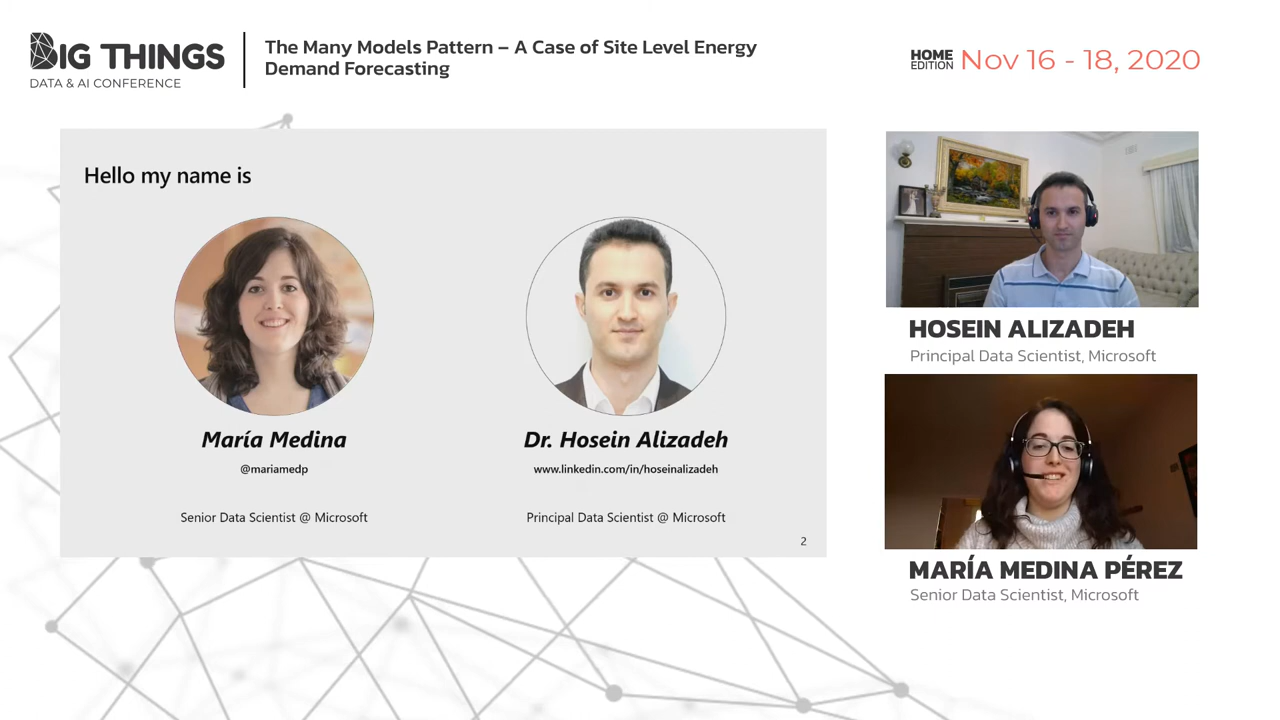 BIG THINGS
DATA & AI CONFERENCE
The Many Models Pattern – A Case of Site Level Energy
Demand Forecasting
HOME
EDITION
Nov 16 - 18, 2020
Hello my name is
María Medina
@mariamedp
Senior Data Scientist @ Microsoft
Dr. Hosein Alizadeh
www.linkedin.com/in/hoseinalizadeh
Principal Data Scientist @ Microsoft
2
HOSEIN ALIZADEH
Principal Data Scientist, Microsoft
MARÍA MEDINA PÉREZ
Senior Data Scientist, Microsoft